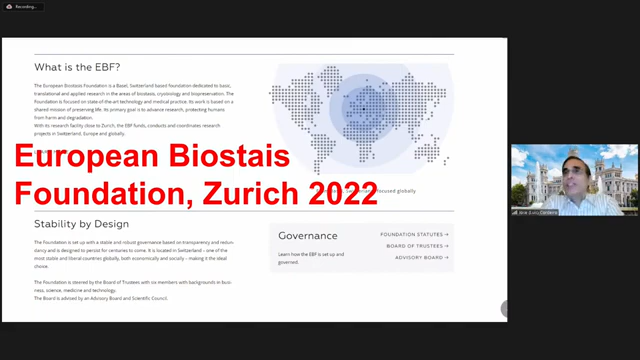 Recording...
What is the EBF?
The European Biostasis Foundation is a Basel, Switzerland based foundation dedicated to basic,
translational and applied research in the areas of biostasis, cryobiology and biopreservation. The
Foundation is focused on state-of-the-art technology and medical practice. Its work is based on a
shared mission of preserving life. Its primary goal is to advance research, protecting humans
from harm and degradation.
With its research facility close to Zurich, the EBF funds, conducts and coordinates research
projects in Switzerland, Europe and globally.
European Biostais
Foundation, Zurich 2022
focused globally
Stability by Design
The Foundation is set up with a stable and robust governance based on transparency and redun-
dancy and is designed to persist for centuries to come. It is located in Switzerland – one of the
most stable and liberal countries globally, both economically and socially – making it the ideal
choice.
The Foundation is steered by the Board of Trustees with six members with backgrounds in busi-
ness, science, medicine and technology.
The Board is advised by an Advisory Board and Scientific Council.
Governance
Learn how the EBF is set up and
governed.
FOUNDATION STATUTES →
BOARD OF TRUSTEES →
ADVISORY BOARD →